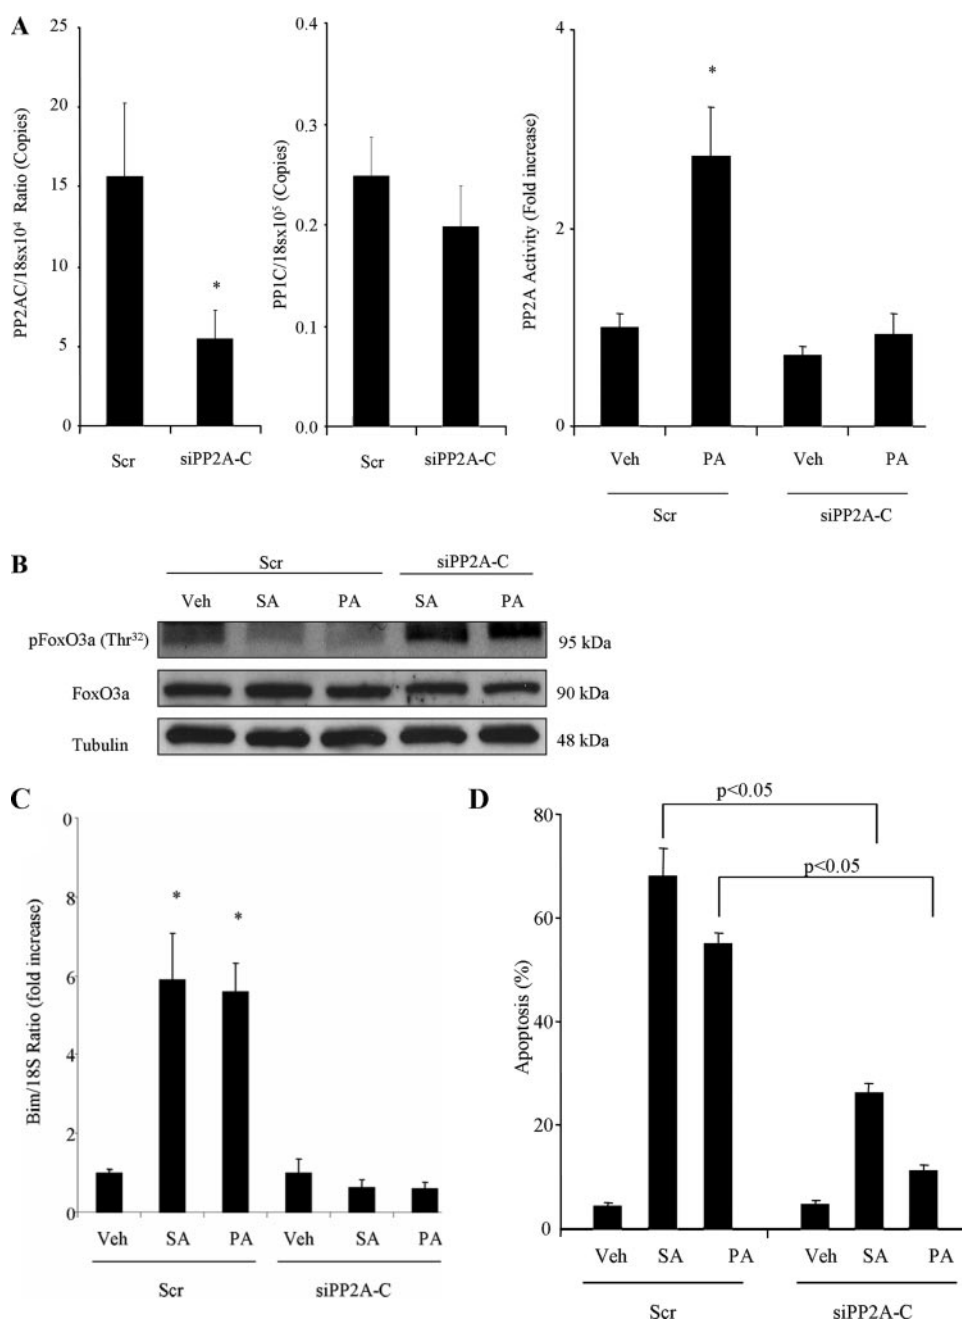 A
PP2AC/18sx10⁴ Ratio (Copies)
25
20
15
10
5
0
*
Scr
siPP2A-C
PP1C/18sx10⁵ (Copies)
0.4
0.3
0.2
0.1
0.0
Scr
siPP2A-C
PP2A Activity (Fold increase)
4
2
0
*
Veh
PA
Veh
PA
Scr
siPP2A-C
B
Scr
siPP2A-C
Veh
SA
PA
SA
PA
pFoxO3a (Thr³²)
95 kDa
FoxO3a
90 kDa
Tubulin
48 kDa
C
Bim/18S Ratio (fold increase)
0
8
6
4
2
0
*
*
Veh
SA
PA
Veh
SA
PA
Scr
siPP2A-C
D
Apoptosis (%)
80
60
40
20
0
p<0.05
p<0.05
Veh
SA
PA
Veh
SA
PA
Scr
siPP2A-C